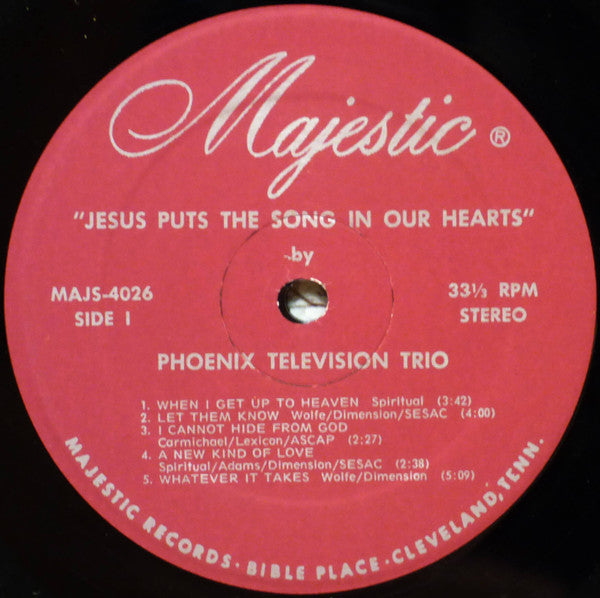 Majestic ®
"JESUS PUTS THE SONG IN OUR HEARTS"
by
MAJS-4026
SIDE 1
33⅓ RPM
STEREO
PHOENIX TELEVISION TRIO
1. WHEN I GET UP TO HEAVEN Spiritual (3:42)
2. LET THEM KNOW Wolfe/Dimension/SESAC (4:00)
3. I CANNOT HIDE FROM GOD
Carmichael/Lexicon/ASCAP (2:27)
4. A NEW KIND OF LOVE
Spiritual/Adams/Dimension/SESAC (2:38)
5. WHATEVER IT TAKES Wolfe/Dimension (5:09)
MAJESTIC RECORDS · BIBLE PLACE · CLEVELAND, TENN.